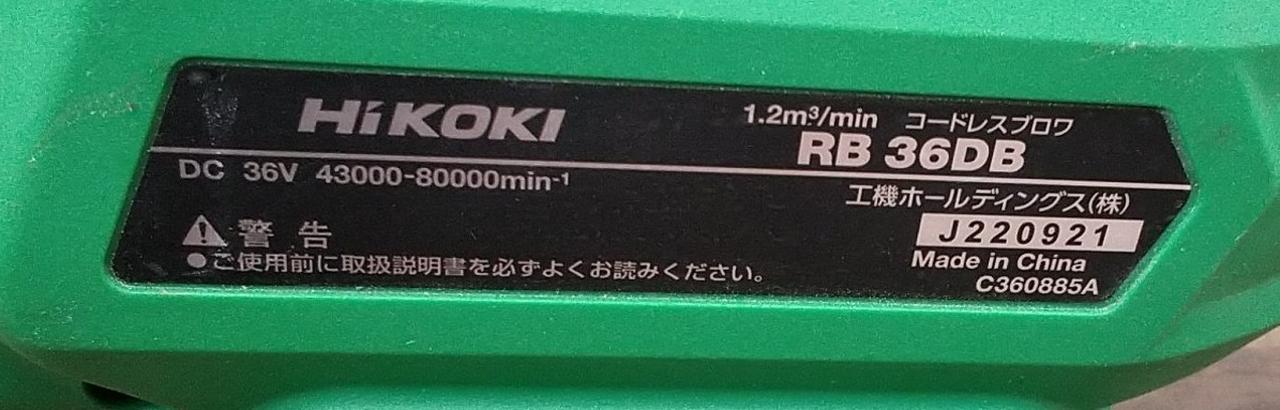 HiKOKI
1.2m³/min コードレスブロワ
RB 36DB
DC 36V 43000-80000min⁻¹
工機ホールディングス(株)
J220921
Made in China
C360885A
警告
●ご使用前に取扱説明書を必ずよくお読みください。